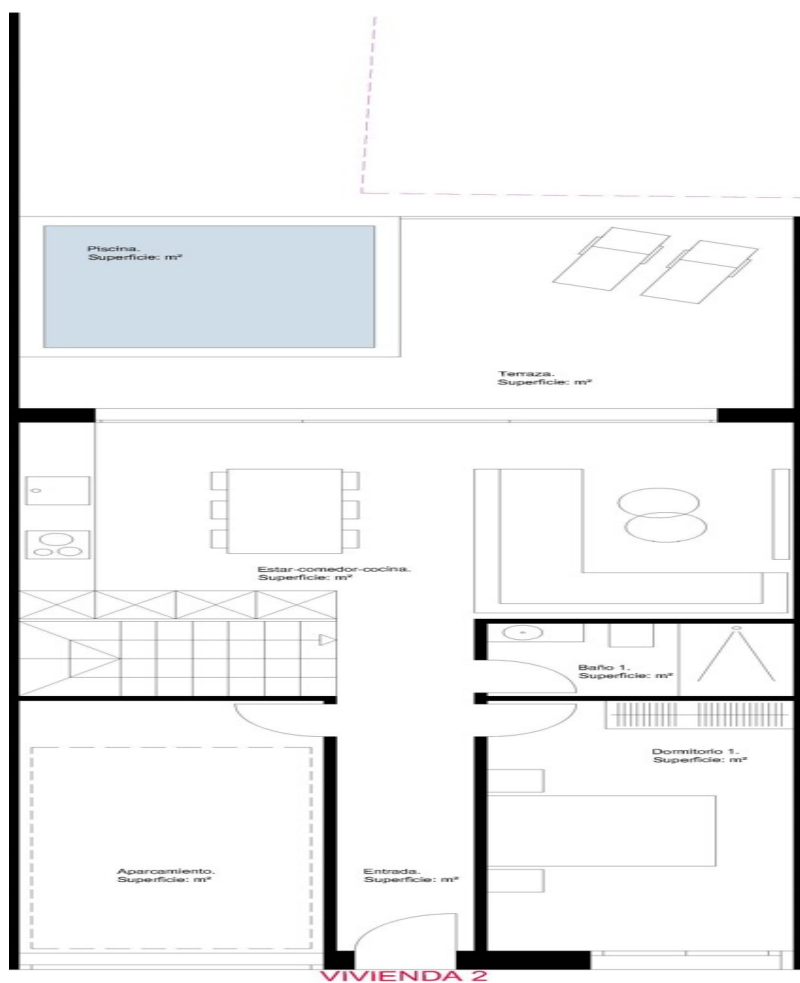 Piscina.
Superficie: m²
Terraza.
Superficie: m²
Estar-comedor-cocina.
Superficie: m²
Baño 1.
Superficie: m²
Dormitorio 1.
Superficie: m²
Aparcamiento.
Superficie: m²
Entrada.
Superficie: m²
VIVIENDA 2